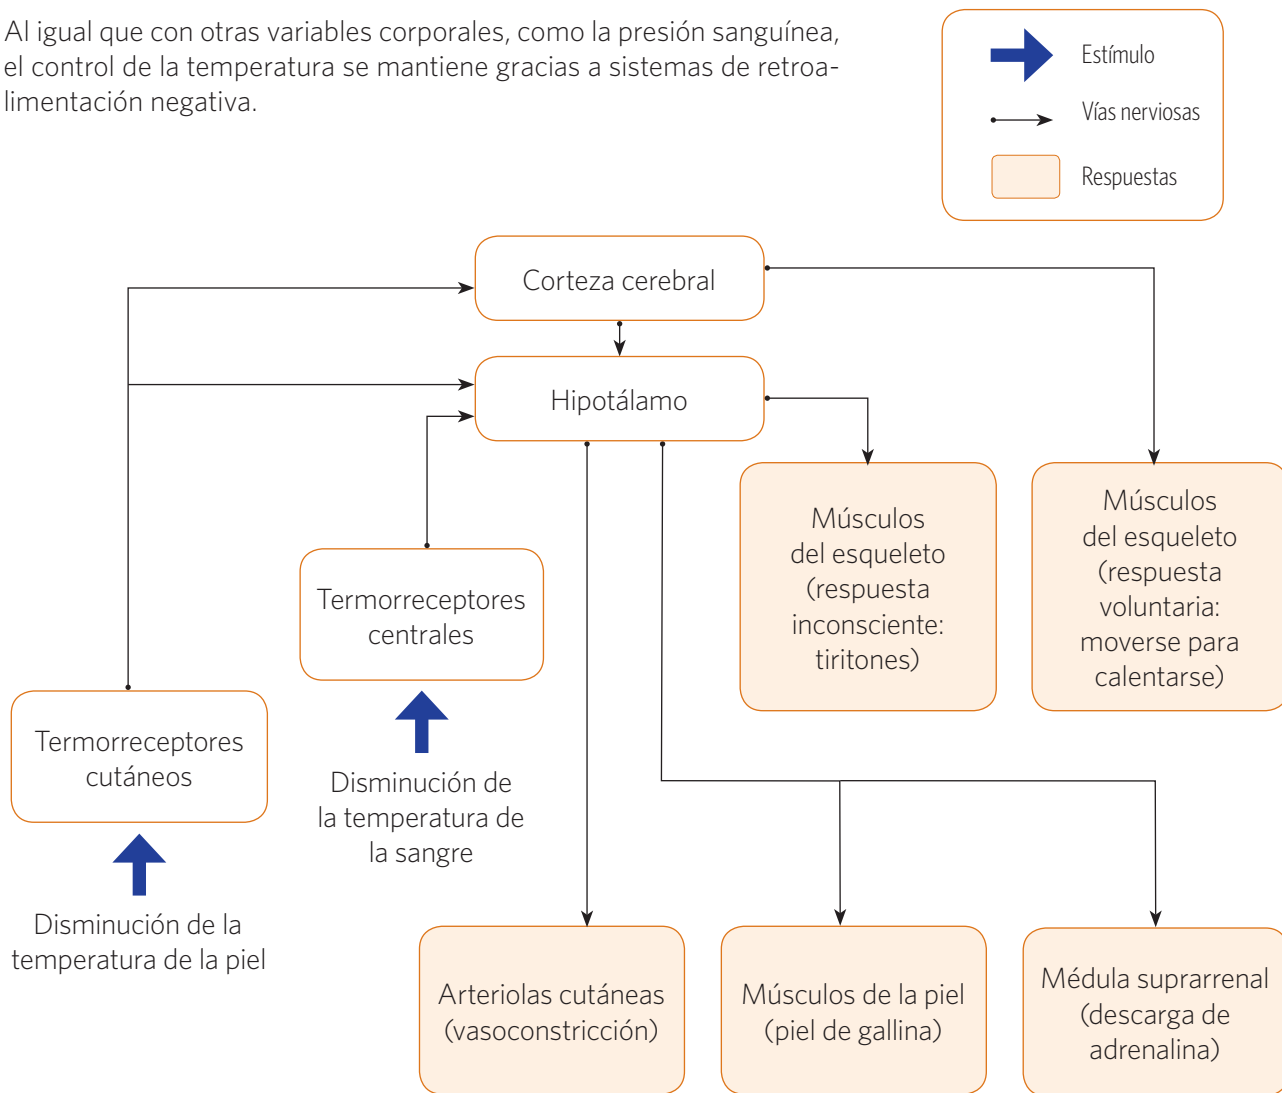 Al igual que con otras variables corporales, como la presión sanguínea,
el control de la temperatura se mantiene gracias a sistemas de retroa-
limentación negativa.
Estímulo
Vías nerviosas
Respuestas
Corteza cerebral
Hipotálamo
Músculos
del esqueleto
(respuesta
inconsciente:
tiritones)
Músculos
del esqueleto
(respuesta
voluntaria:
moverse para
calentarse)
Termorreceptores
centrales
Termorreceptores
cutáneos
Disminución de
la temperatura de
la sangre
Disminución de la
temperatura de la piel
Arteriolas cutáneas
(vasoconstricción)
Músculos de la piel
(piel de gallina)
Médula suprarrenal
(descarga de
adrenalina)